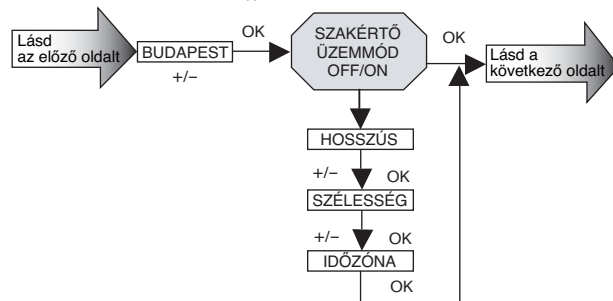 Lásd
az előző oldalt
BUDAPEST
+/–
OK
SZAKÉRTŐ
ÜZEMMÓD
OFF/ON
OK
Lásd a
következő oldalt
HOSSZÚS
+/– OK
SZÉLESSÉG
+/– OK
IDŐZÓNA
OK